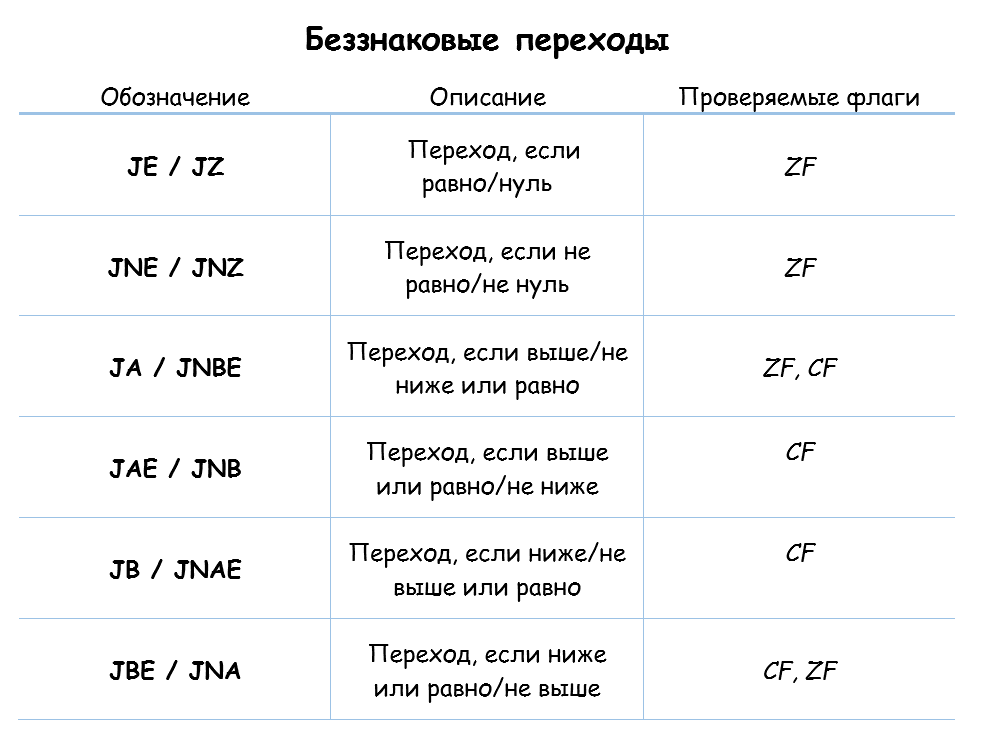 Беззнаковые переходы
Обозначение Описание Проверяемые флаги
JE / JZ
Переход, если
равно/нуль
ZF
JNE / JNZ
Переход, если не
равно/не нуль
ZF
JA / JNBE
Переход, если выше/не
ниже или равно
ZF, CF
JAE / JNB
Переход, если выше
или равно/не ниже
CF
JB / JNAE
Переход, если ниже/не
выше или равно
CF
JBE / JNA
Переход, если ниже
или равно/не выше
CF, ZF